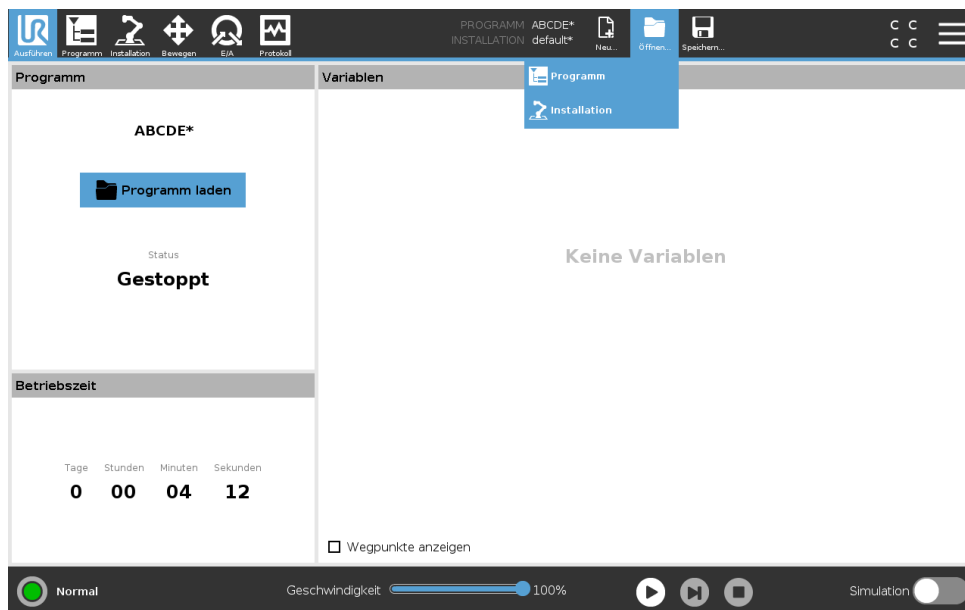 UR
PROGRAMM ABCDE*
INSTALLATION default*
C C
C C
Ausführen Programm Installation Bewegen E/A Protokoll Neu... Öffnen... Speichern...
Programm
Installation
Programm
Variablen
ABCDE*
Programm laden
Status
Gestoppt
Keine Variablen
Betriebszeit
Tage Stunden Minuten Sekunden
0 00 04 12
Wegpunkte anzeigen
Normal
Geschwindigkeit 100%
Simulation